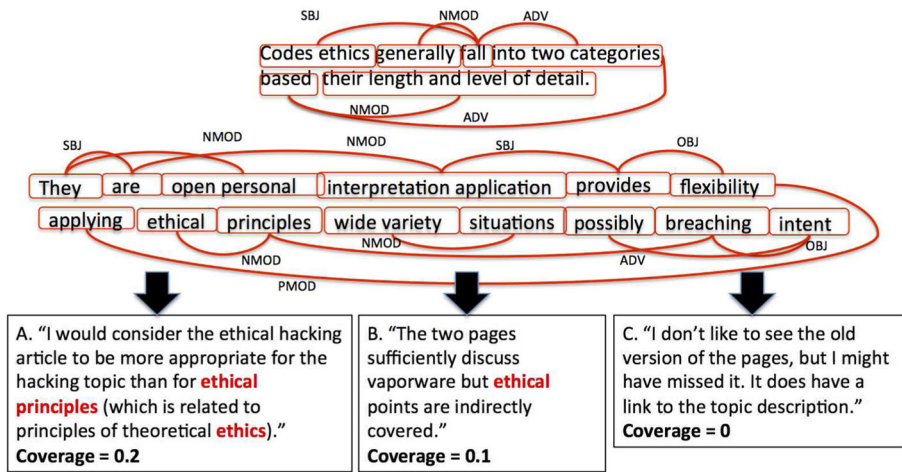 SBJ NMOD ADV
Codes ethics generally fall into two categories
based their length and level of detail.
NMOD
ADV
SBJ NMOD NMOD SBJ OBJ
They are open personal interpretation application provides flexibility
applying ethical principles wide variety situations possibly breaching intent
NMOD NMOD ADV OBJ
PMOD
A. “I would consider the ethical hacking
article to be more appropriate for the
hacking topic than for ethical
principles (which is related to
principles of theoretical ethics).”
Coverage = 0.2
B. “The two pages
sufficiently discuss
vaporware but ethical
points are indirectly
covered.”
Coverage = 0.1
C. “I don’t like to see the old
version of the pages, but I might
have missed it. It does have a
link to the topic description.”
Coverage = 0